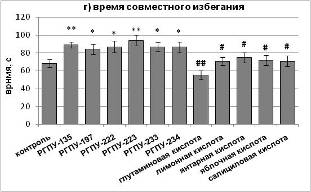 г) время совместного избегания
120
100
80
60
40
20
0
время, с
** * * ** * * ## # # # #
контроль
РГПУ-135
РГПУ-197
РГПУ-222
РГПУ-223
РГПУ-233
РГПУ-234
глутаминовая кислота
лимонная кислота
янтарная кислота
яблочная кислота
салициловая кислота